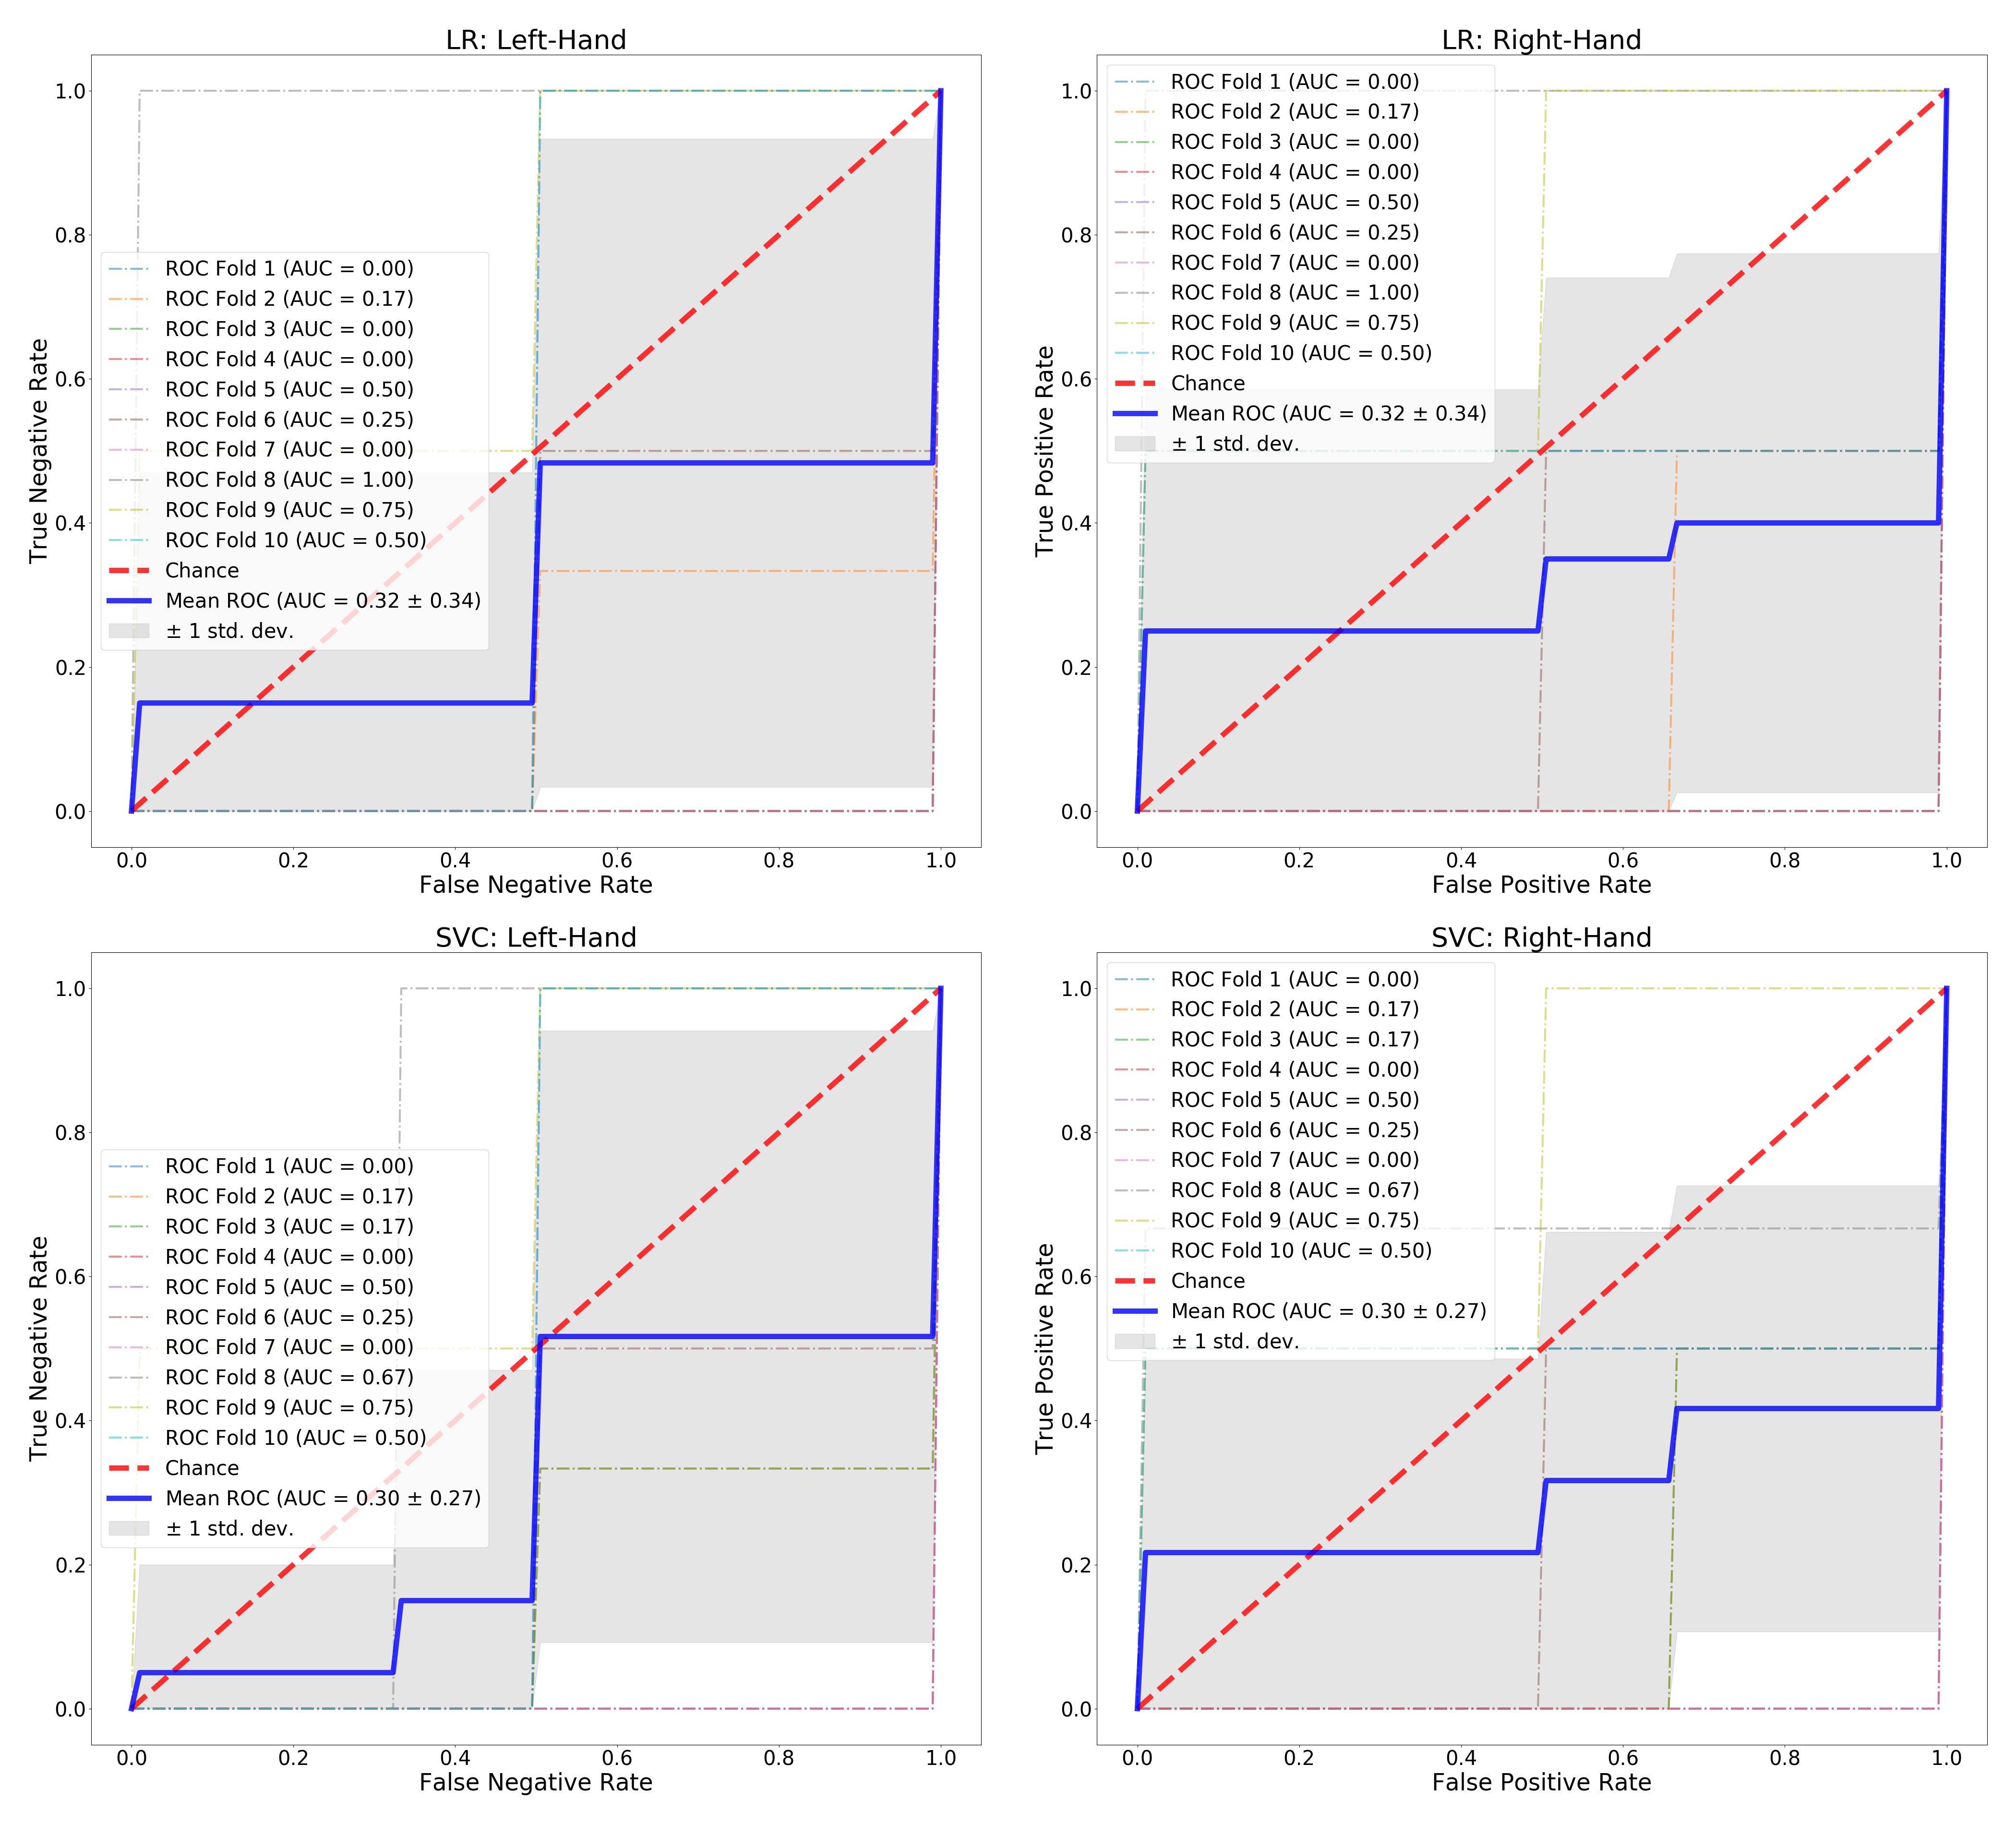 LR: Left-Hand
True Negative Rate
1.0
0.8
0.6
0.4
0.2
0.0
ROC Fold 1 (AUC = 0.00)
ROC Fold 2 (AUC = 0.17)
ROC Fold 3 (AUC = 0.00)
ROC Fold 4 (AUC = 0.00)
ROC Fold 5 (AUC = 0.50)
ROC Fold 6 (AUC = 0.25)
ROC Fold 7 (AUC = 0.00)
ROC Fold 8 (AUC = 1.00)
ROC Fold 9 (AUC = 0.75)
ROC Fold 10 (AUC = 0.50)
Chance
Mean ROC (AUC = 0.32 ± 0.34)
± 1 std. dev.
0.0 0.2 0.4 0.6 0.8 1.0
False Negative Rate
LR: Right-Hand
True Positive Rate
1.0
0.8
0.6
0.4
0.2
0.0
ROC Fold 1 (AUC = 0.00)
ROC Fold 2 (AUC = 0.17)
ROC Fold 3 (AUC = 0.00)
ROC Fold 4 (AUC = 0.00)
ROC Fold 5 (AUC = 0.50)
ROC Fold 6 (AUC = 0.25)
ROC Fold 7 (AUC = 0.00)
ROC Fold 8 (AUC = 1.00)
ROC Fold 9 (AUC = 0.75)
ROC Fold 10 (AUC = 0.50)
Chance
Mean ROC (AUC = 0.32 ± 0.34)
± 1 std. dev.
0.0 0.2 0.4 0.6 0.8 1.0
False Positive Rate
SVC: Left-Hand
True Negative Rate
1.0
0.8
0.6
0.4
0.2
0.0
ROC Fold 1 (AUC = 0.00)
ROC Fold 2 (AUC = 0.17)
ROC Fold 3 (AUC = 0.17)
ROC Fold 4 (AUC = 0.00)
ROC Fold 5 (AUC = 0.50)
ROC Fold 6 (AUC = 0.25)
ROC Fold 7 (AUC = 0.00)
ROC Fold 8 (AUC = 0.67)
ROC Fold 9 (AUC = 0.75)
ROC Fold 10 (AUC = 0.50)
Chance
Mean ROC (AUC = 0.30 ± 0.27)
± 1 std. dev.
0.0 0.2 0.4 0.6 0.8 1.0
False Negative Rate
SVC: Right-Hand
True Positive Rate
1.0
0.8
0.6
0.4
0.2
0.0
ROC Fold 1 (AUC = 0.00)
ROC Fold 2 (AUC = 0.17)
ROC Fold 3 (AUC = 0.17)
ROC Fold 4 (AUC = 0.00)
ROC Fold 5 (AUC = 0.50)
ROC Fold 6 (AUC = 0.25)
ROC Fold 7 (AUC = 0.00)
ROC Fold 8 (AUC = 0.67)
ROC Fold 9 (AUC = 0.75)
ROC Fold 10 (AUC = 0.50)
Chance
Mean ROC (AUC = 0.30 ± 0.27)
± 1 std. dev.
0.0 0.2 0.4 0.6 0.8 1.0
False Positive Rate